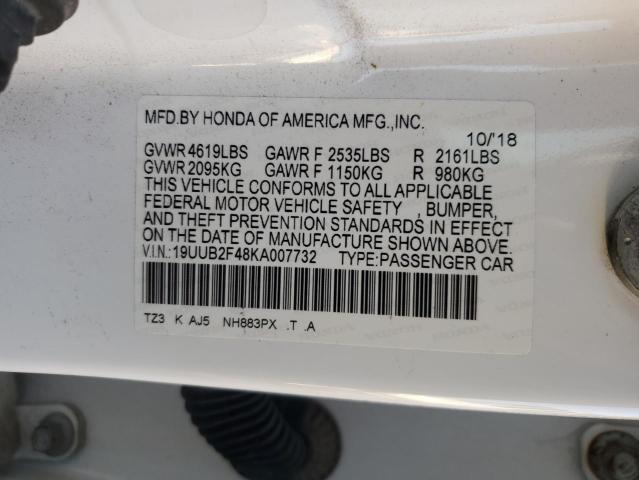 MFD.BY HONDA OF AMERICA MFG.,INC.
10/'18
GVWR 4619LBS GAWR F 2535LBS R 2161LBS
GVWR 2095KG GAWR F 1150KG R 980KG
THIS VEHICLE CONFORMS TO ALL APPLICABLE
FEDERAL MOTOR VEHICLE SAFETY , BUMPER,
AND THEFT PREVENTION STANDARDS IN EFFECT
ON THE DATE OF MANUFACTURE SHOWN ABOVE.
V.I.N.: 19UUB2F48KA007732 TYPE:PASSENGER CAR
TZ3 K AJ5 NH883PX .T .A